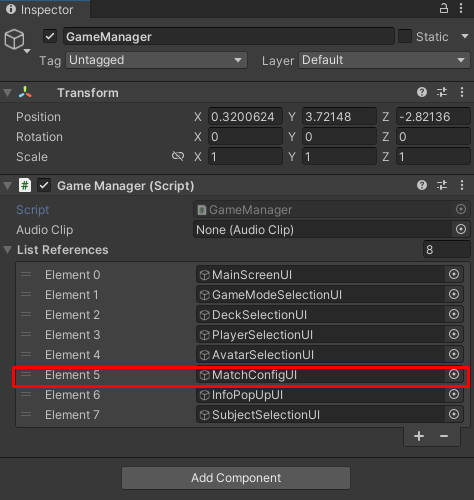 Inspector
GameManager Static
Tag Untagged Layer Default
Transform
Position X 0.3200624 Y 3.72148 Z -2.82136
Rotation X 0 Y 0 Z 0
Scale X 1 Y 1 Z 1
# Game Manager (Script)
Script # GameManager
Audio Clip None (Audio Clip)
List References 8
Element 0 MainScreenUI
Element 1 GameModeSelectionUI
Element 2 DeckSelectionUI
Element 3 PlayerSelectionUI
Element 4 AvatarSelectionUI
Element 5 MatchConfigUI
Element 6 InfoPopUpUI
Element 7 SubjectSelectionUI
+ −
Add Component